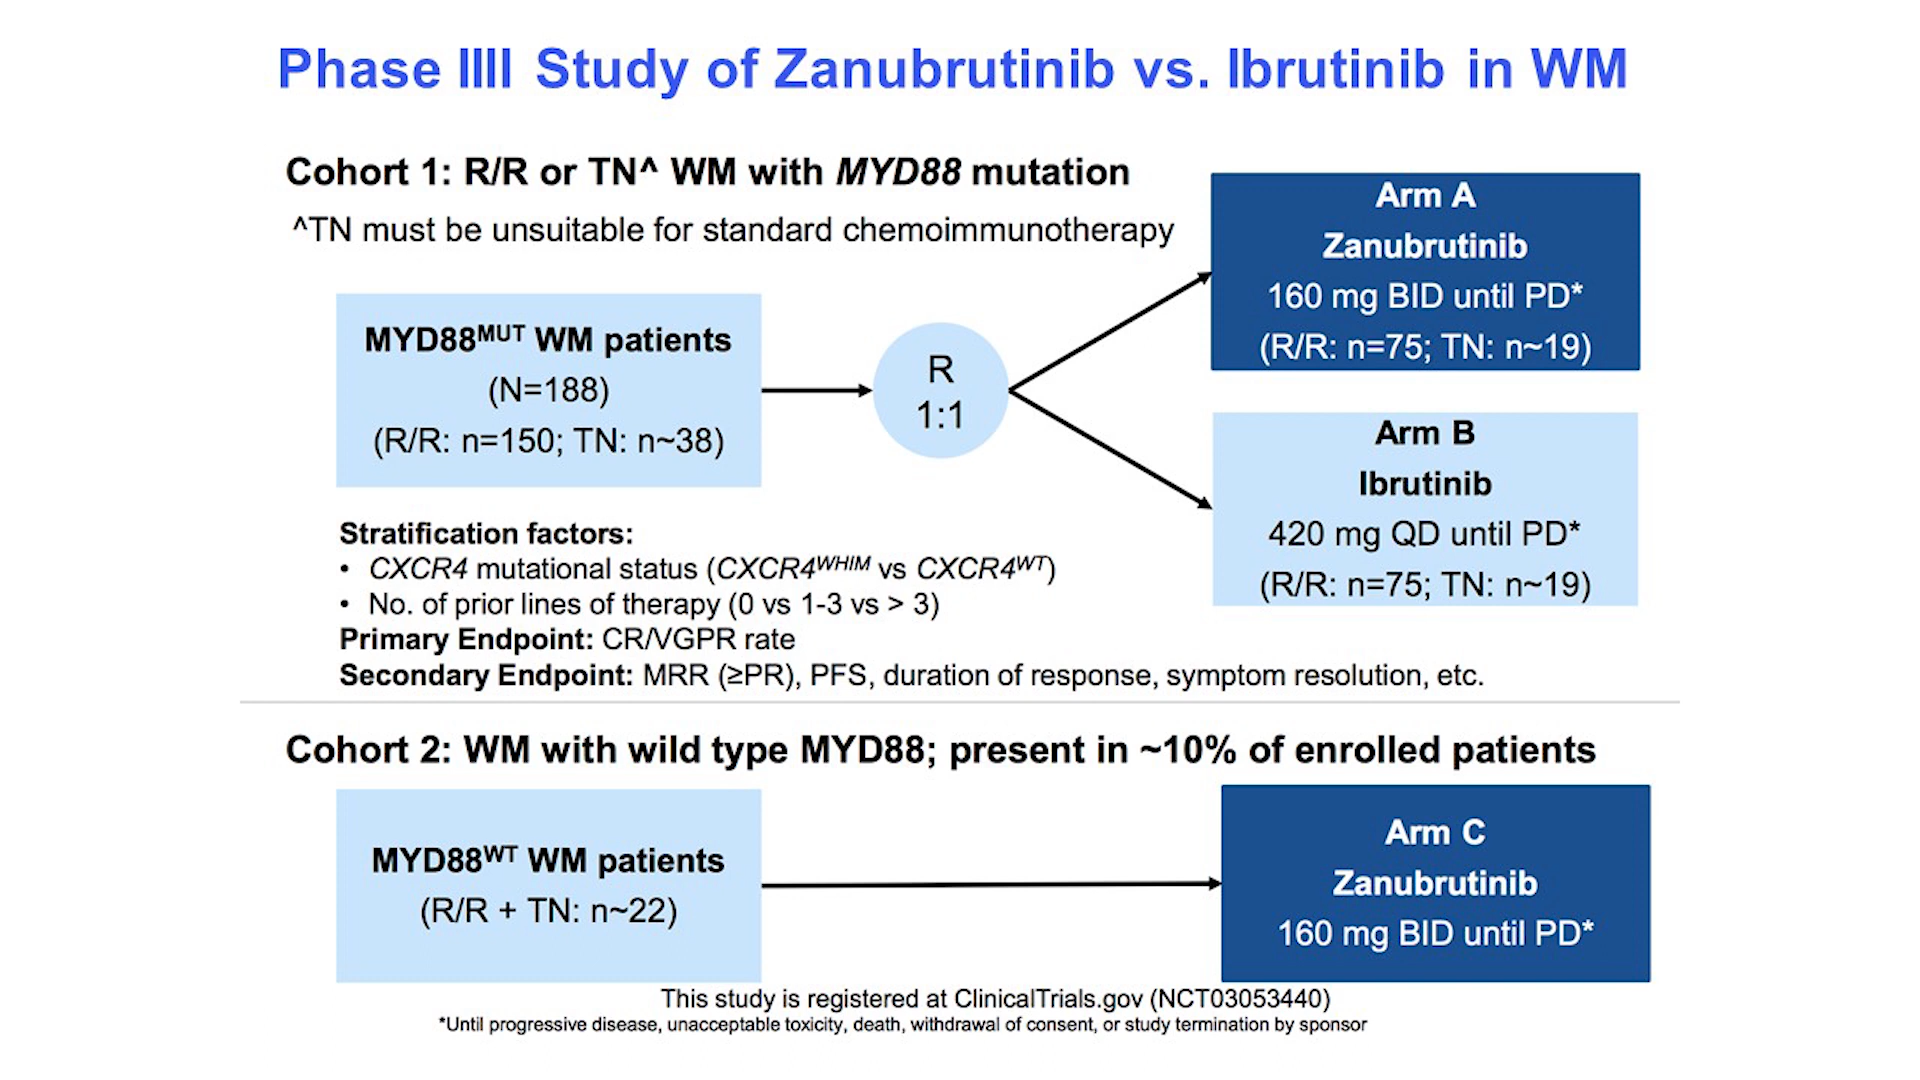 Phase IIII Study of Zanubrutinib vs. Ibrutinib in WM
Cohort 1: R/R or TN^ WM with MYD88 mutation
^TN must be unsuitable for standard chemoimmunotherapy
MYD88MUT WM patients
(N=188)
(R/R: n=150; TN: n~38)
R
1:1
Arm A
Zanubrutinib
160 mg BID until PD*
(R/R: n=75; TN: n~19)
Arm B
Ibrutinib
420 mg QD until PD*
(R/R: n=75; TN: n~19)
Stratification factors:
• CXCR4 mutational status (CXCR4WHIM vs CXCR4WT)
• No. of prior lines of therapy (0 vs 1-3 vs > 3)
Primary Endpoint: CR/VGPR rate
Secondary Endpoint: MRR (≥PR), PFS, duration of response, symptom resolution, etc.
Cohort 2: WM with wild type MYD88; present in ~10% of enrolled patients
MYD88WT WM patients
(R/R + TN: n~22)
Arm C
Zanubrutinib
160 mg BID until PD*
This study is registered at ClinicalTrials.gov (NCT03053440)
*Until progressive disease, unacceptable toxicity, death, withdrawal of consent, or study termination by sponsor